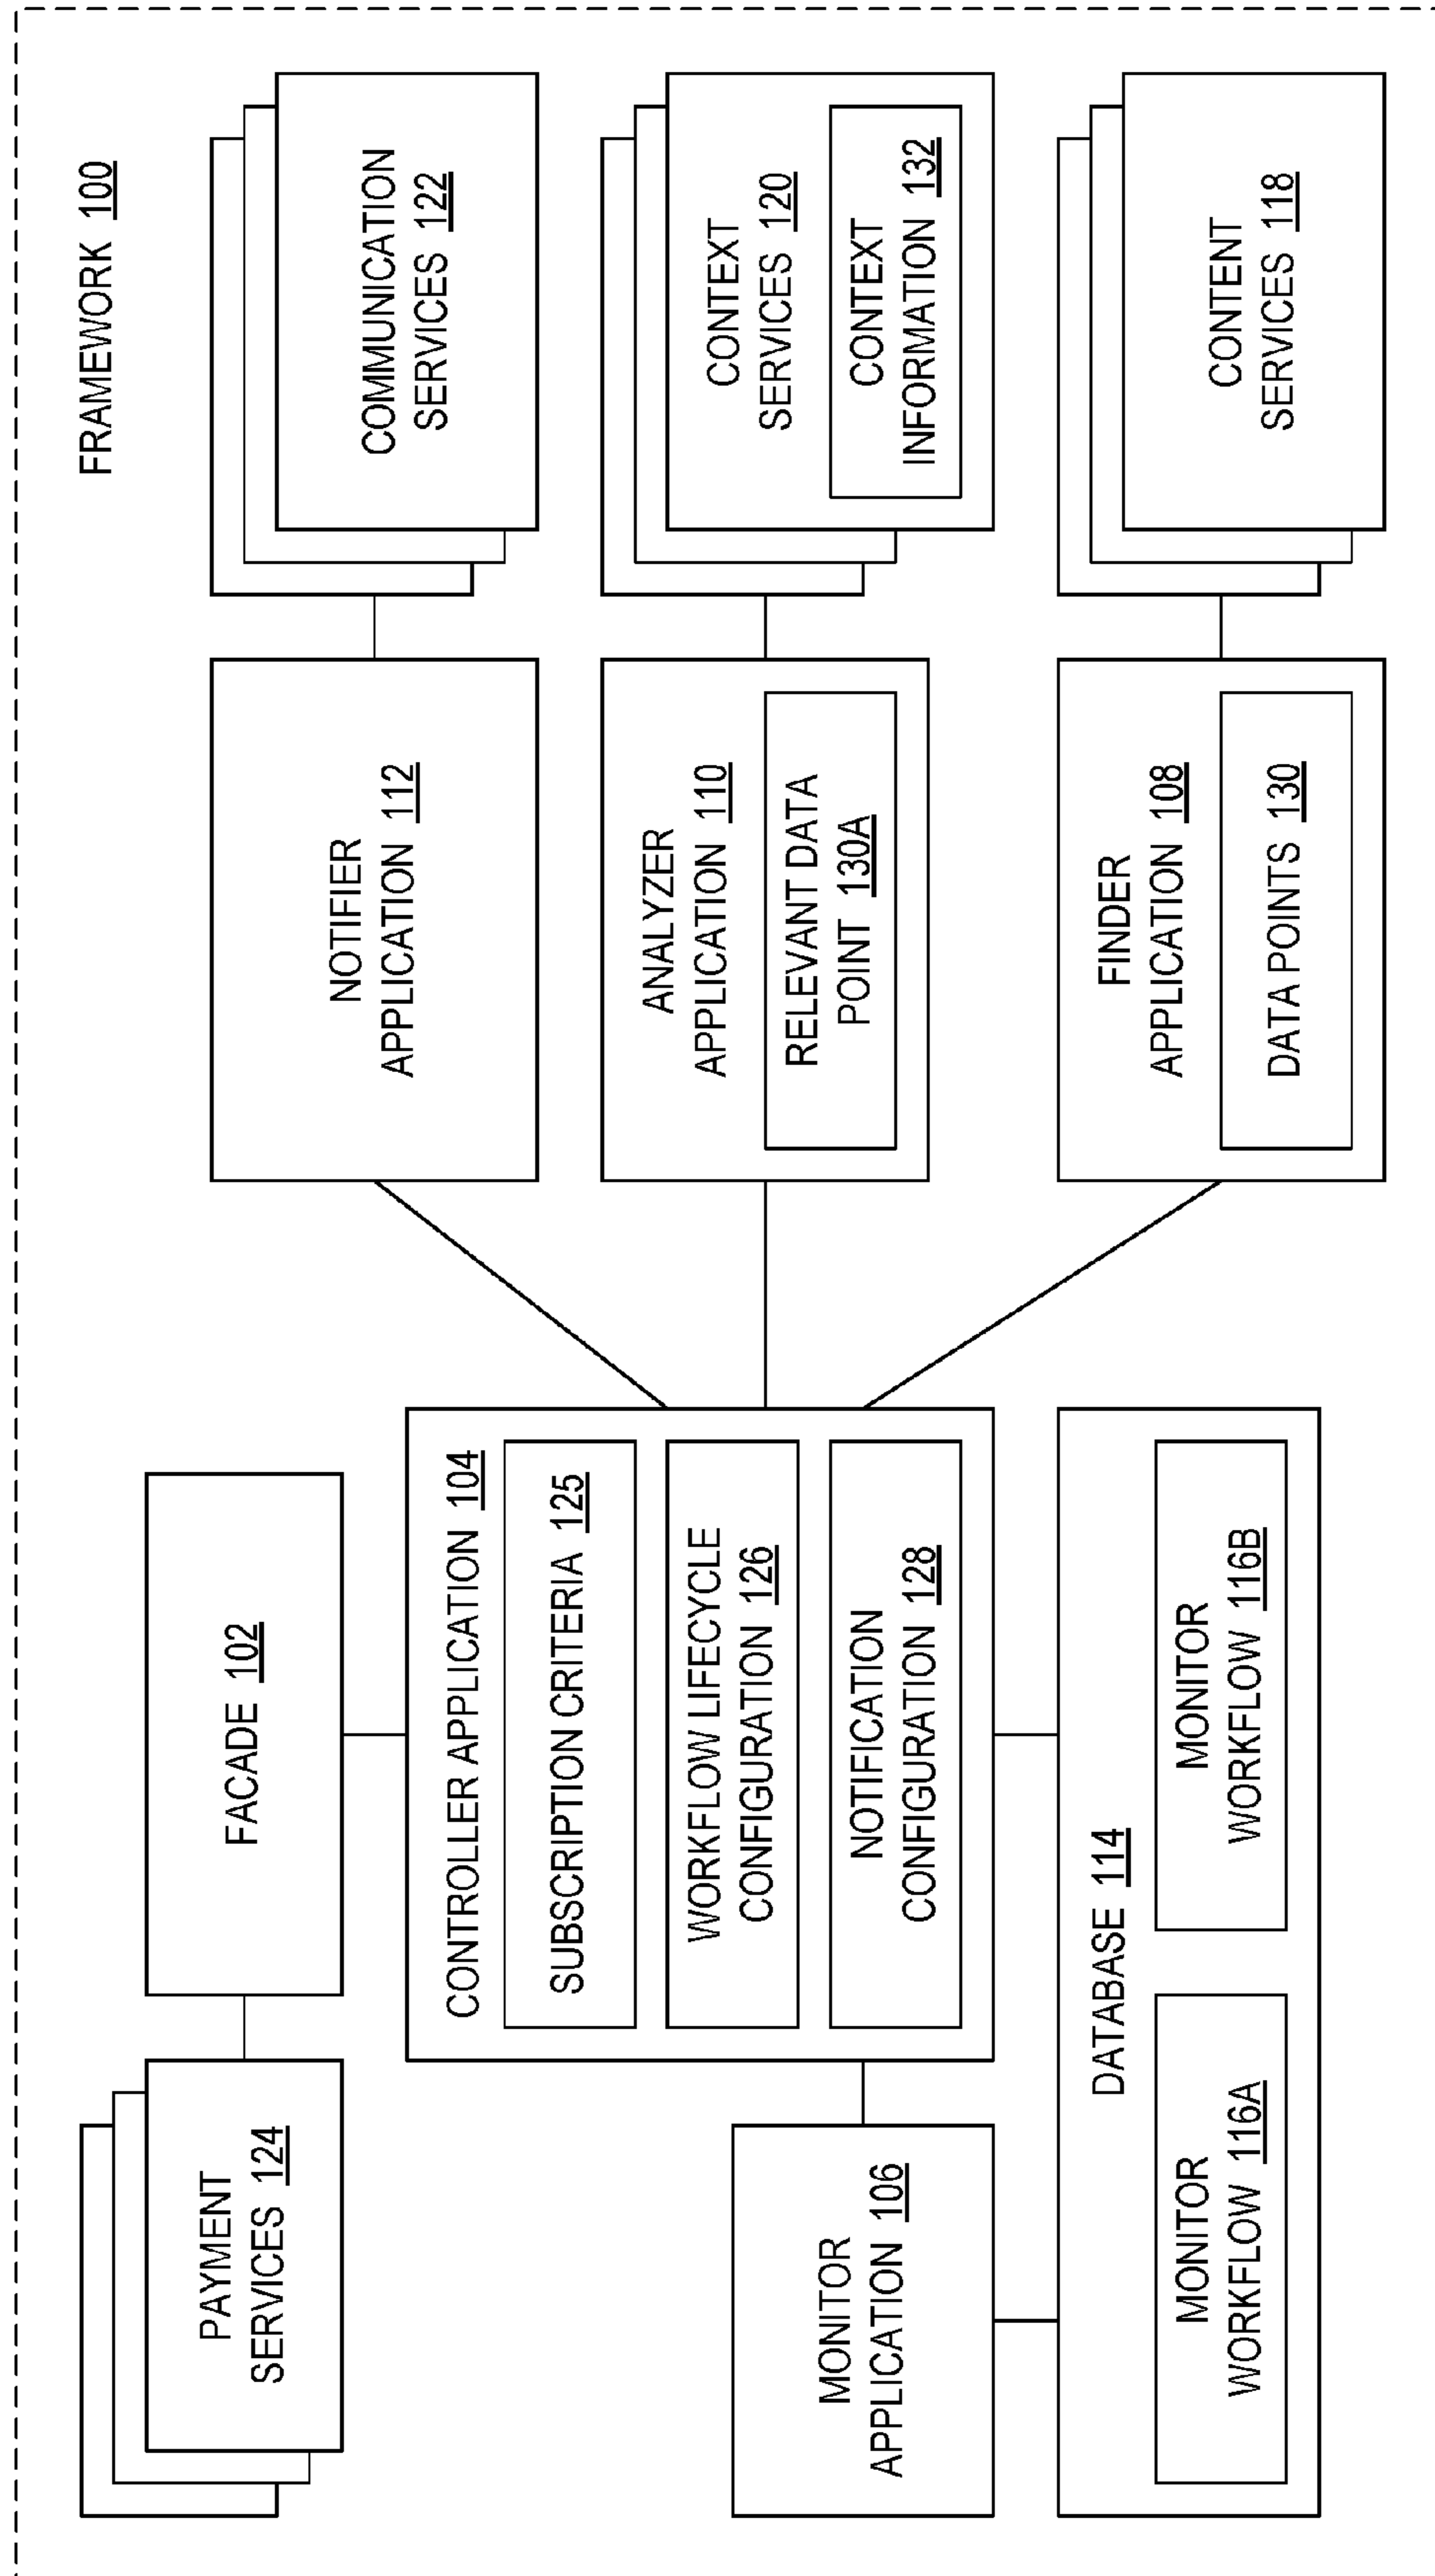 FRAMEWORK 100
PAYMENT
SERVICES 124
FACADE 102
NOTIFIER
APPLICATION 112
COMMUNICATION
SERVICES 122
CONTROLLER APPLICATION 104
SUBSCRIPTION CRITERIA 125
WORKFLOW LIFECYCLE
CONFIGURATION 126
NOTIFICATION
CONFIGURATION 128
ANALYZER
APPLICATION 110
RELEVANT DATA
POINT 130A
CONTEXT
SERVICES 120
CONTEXT
INFORMATION 132
MONITOR
APPLICATION 106
DATABASE 114
MONITOR
WORKFLOW 116A
MONITOR
WORKFLOW 116B
FINDER
APPLICATION 108
DATA POINTS 130
CONTENT
SERVICES 118